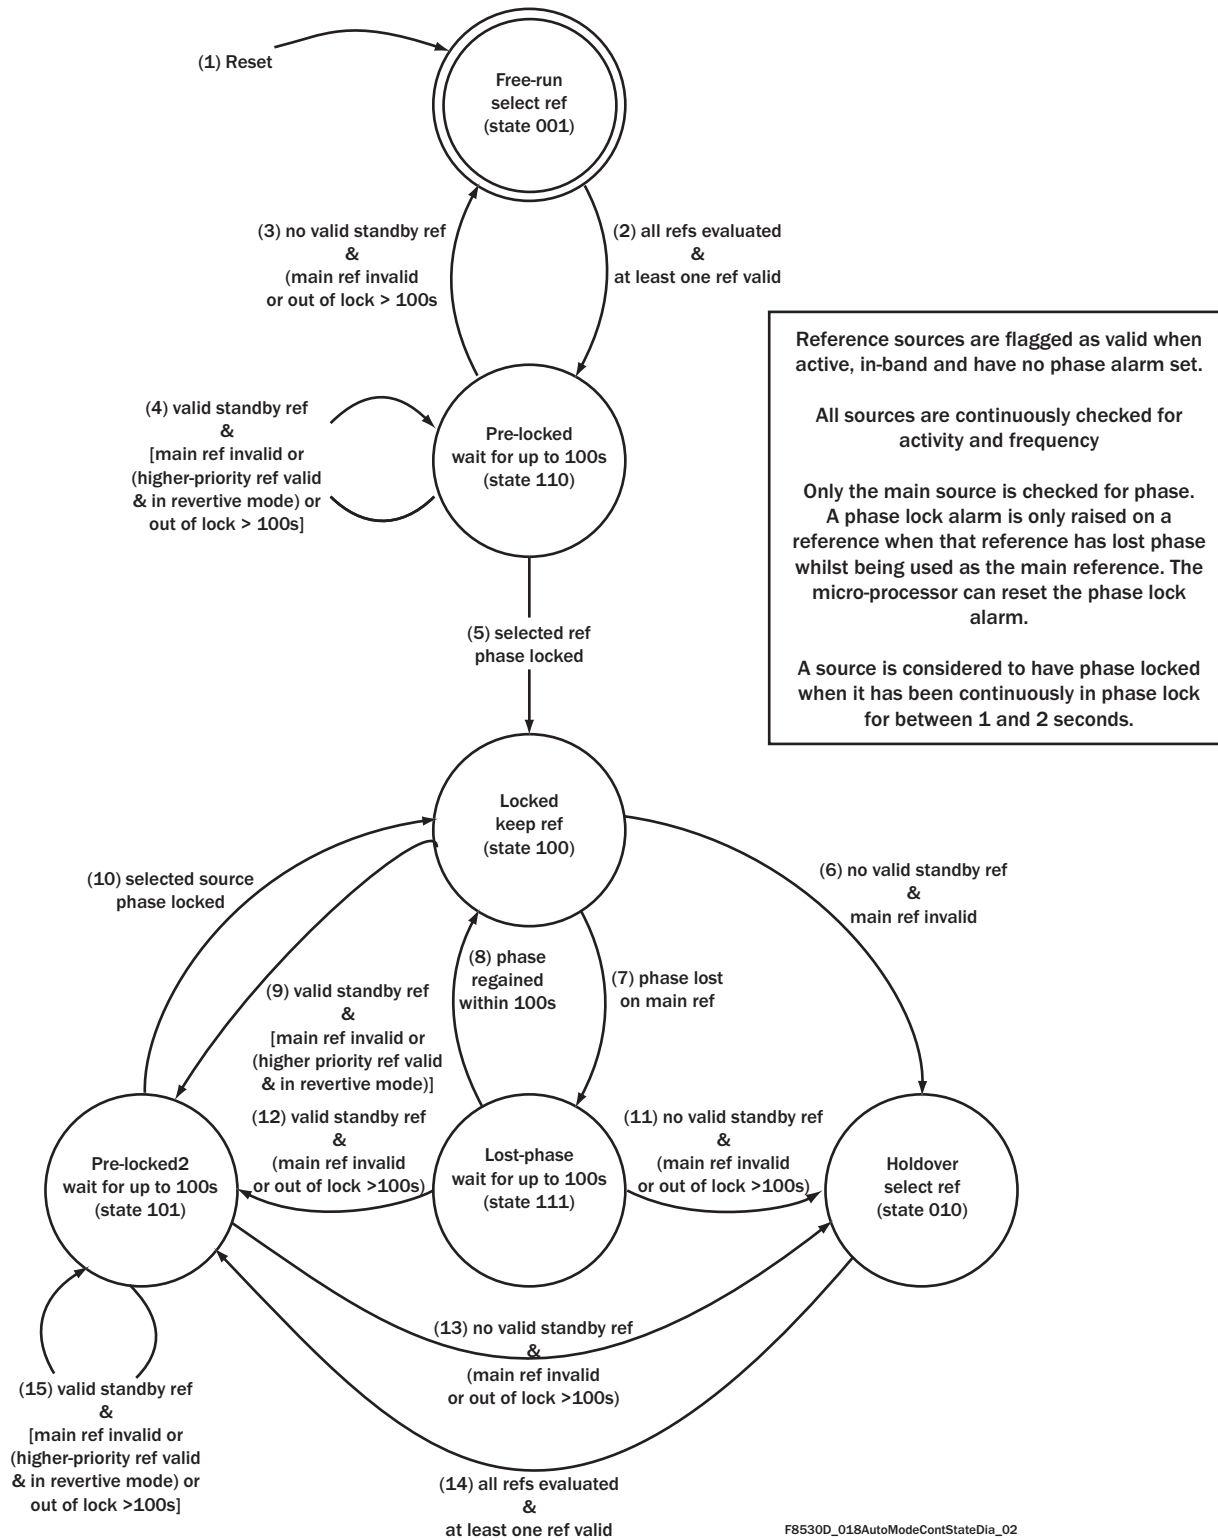 (1) Reset
Free-run
select ref
(state 001)
(3) no valid standby ref
&
(main ref invalid
or out of lock > 100s
(2) all refs evaluated
&
at least one ref valid
Reference sources are flagged as valid when
active, in-band and have no phase alarm set.
All sources are continuously checked for
activity and frequency
Only the main source is checked for phase.
A phase lock alarm is only raised on a
reference when that reference has lost phase
whilst being used as the main reference. The
micro-processor can reset the phase lock
alarm.
A source is considered to have phase locked
when it has been continuously in phase lock
for between 1 and 2 seconds.
(4) valid standby ref
&
[main ref invalid or
(higher-priority ref valid
& in revertive mode) or
out of lock > 100s]
Pre-locked
wait for up to 100s
(state 110)
(5) selected ref
phase locked
Locked
keep ref
(state 100)
(10) selected source
phase locked
(6) no valid standby ref
&
main ref invalid
(9) valid standby ref
&
[main ref invalid or
(higher priority ref valid
& in revertive mode)]
(8) phase
regained
within 100s
(7) phase lost
on main ref
(12) valid standby ref
&
(main ref invalid
or out of lock >100s)
(11) no valid standby ref
&
(main ref invalid
or out of lock >100s)
Pre-locked2
wait for up to 100s
(state 101)
Lost-phase
wait for up to 100s
(state 111)
Holdover
select ref
(state 010)
(13) no valid standby ref
&
(main ref invalid
or out of lock >100s)
(15) valid standby ref
&
[main ref invalid or
(higher-priority ref valid
& in revertive mode) or
out of lock >100s]
(14) all refs evaluated
&
at least one ref valid
F8530D_018AutoModeContStateDia_02